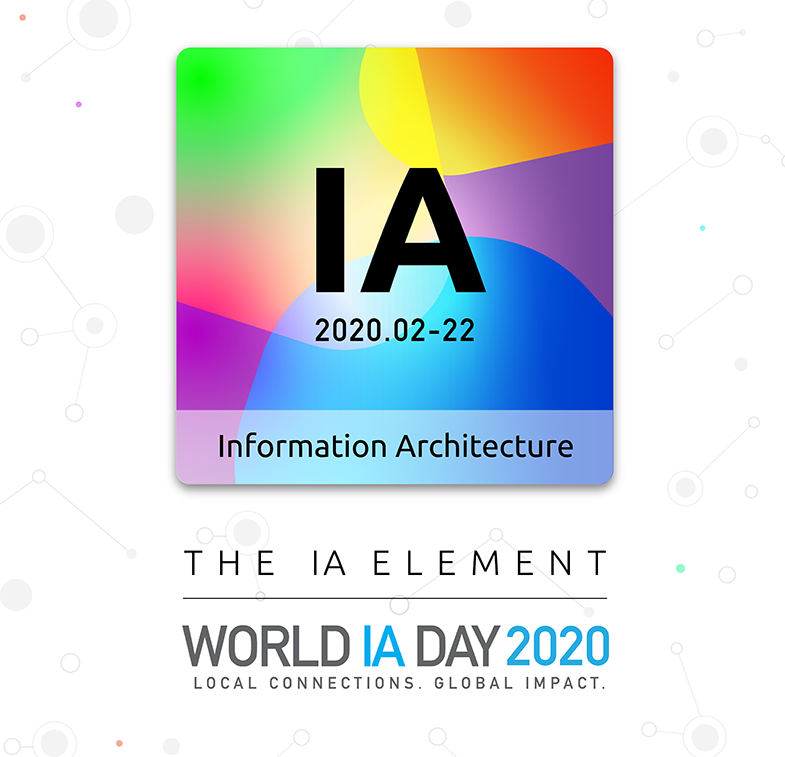 IA
2020.02-22
Information Architecture
THE IA ELEMENT
WORLD IA DAY 2020
LOCAL CONNECTIONS. GLOBAL IMPACT.